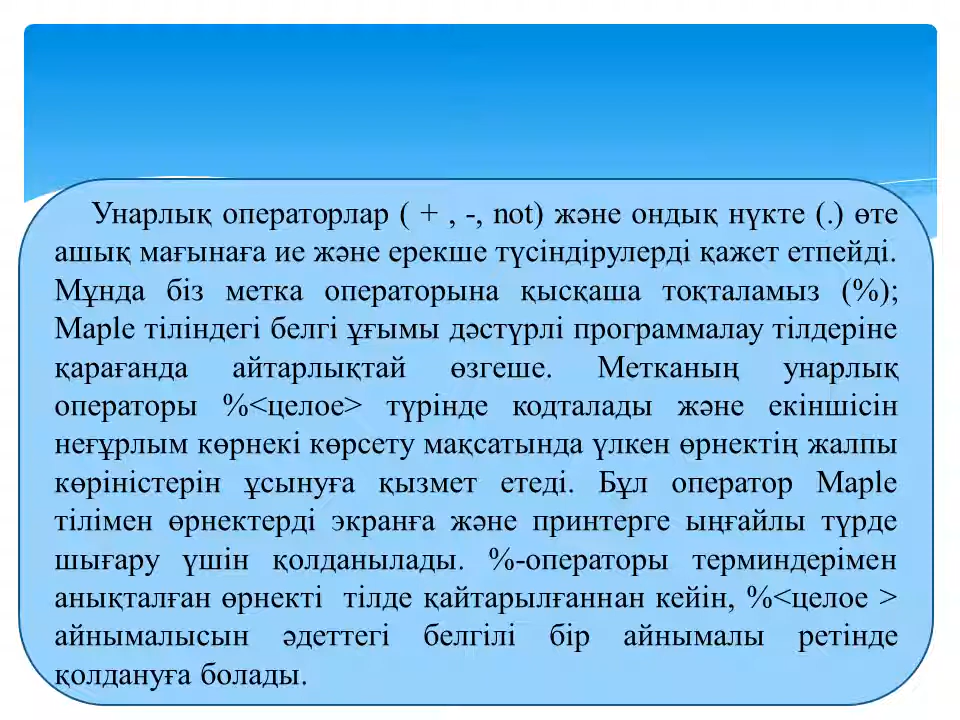 Унарлық операторлар ( + , -, not) және ондық нүкте (.) өте
ашық мағынаға ие және ерекше түсіндірулерді қажет етпейді.
Мұнда біз метка операторына қысқаша тоқталамыз (%);
Maple тіліндегі белгі ұғымы дәстүрлі программалау тілдеріне
қарағанда айтарлықтай өзгеше. Метканың унарлық
операторы %<целое> түрінде кодталады және екіншісін
неғұрлым көрнекі көрсету мақсатында үлкен өрнектің жалпы
көріністерін ұсынуға қызмет етеді. Бұл оператор Maple
тілімен өрнектерді экранға және принтерге ыңғайлы түрде
шығару үшін қолданылады. %-операторы терминдерімен
анықталған өрнекті тілде қайтарылғаннан кейін, %<целое >
айнымалысын әдеттегі белгілі бір айнымалы ретінде
қолдануға болады.